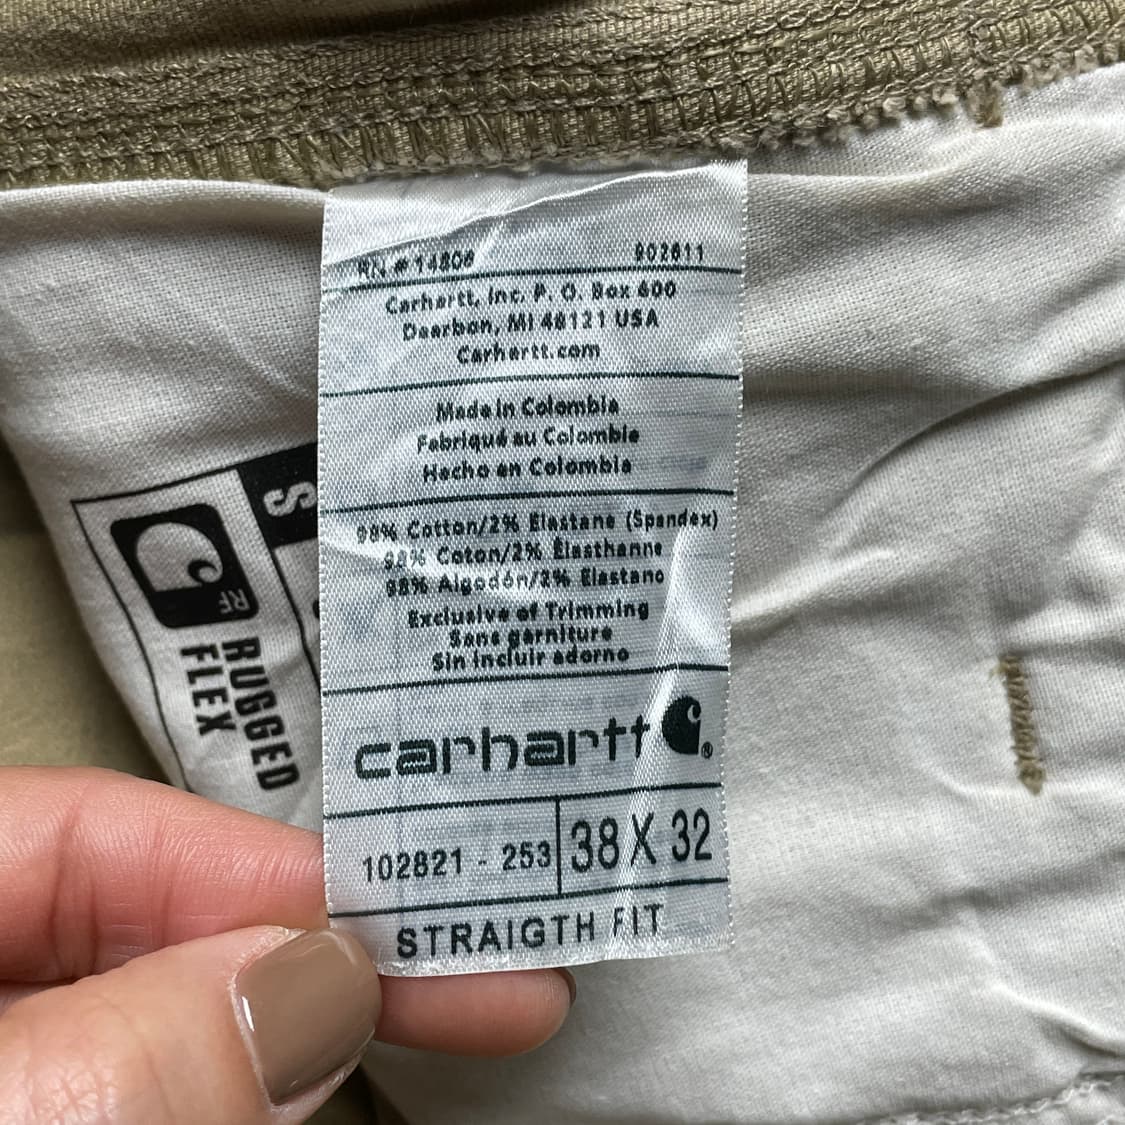 RN # 14806 902611
Carhartt, Inc. P. O. Box 600
Dearbon, MI 48121 USA
Carhartt.com
Made in Colombia
Fabriqué au Colombie
Hecho en Colombia
98% Cotton/2% Elastane (Spandex)
98% Coton/2% Élasthanne
98% Algodón/2% Elastano
Exclusive of Trimming
Sans garniture
Sin incluir adorno
carhartt ®
102821 - 253 38 X 32
STRAIGTH FIT
RF
RUGGED
FLEX
S